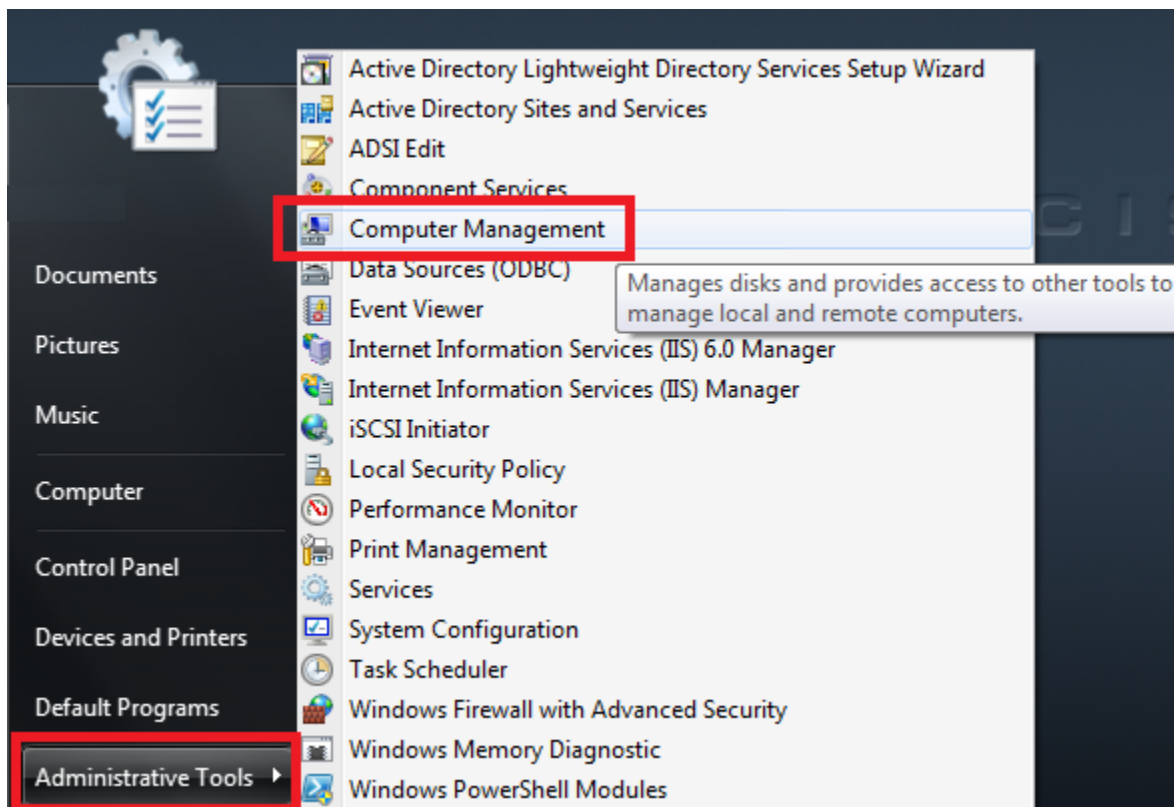 Active Directory Lightweight Directory Services Setup Wizard
Active Directory Sites and Services
ADSI Edit
Component Services
Computer Management
Data Sources (ODBC)
Manages disks and provides access to other tools to
manage local and remote computers.
Event Viewer
Internet Information Services (IIS) 6.0 Manager
Internet Information Services (IIS) Manager
iSCSI Initiator
Local Security Policy
Performance Monitor
Print Management
Services
System Configuration
Task Scheduler
Windows Firewall with Advanced Security
Windows Memory Diagnostic
Windows PowerShell Modules
Documents
Pictures
Music
Computer
Control Panel
Devices and Printers
Default Programs
Administrative Tools